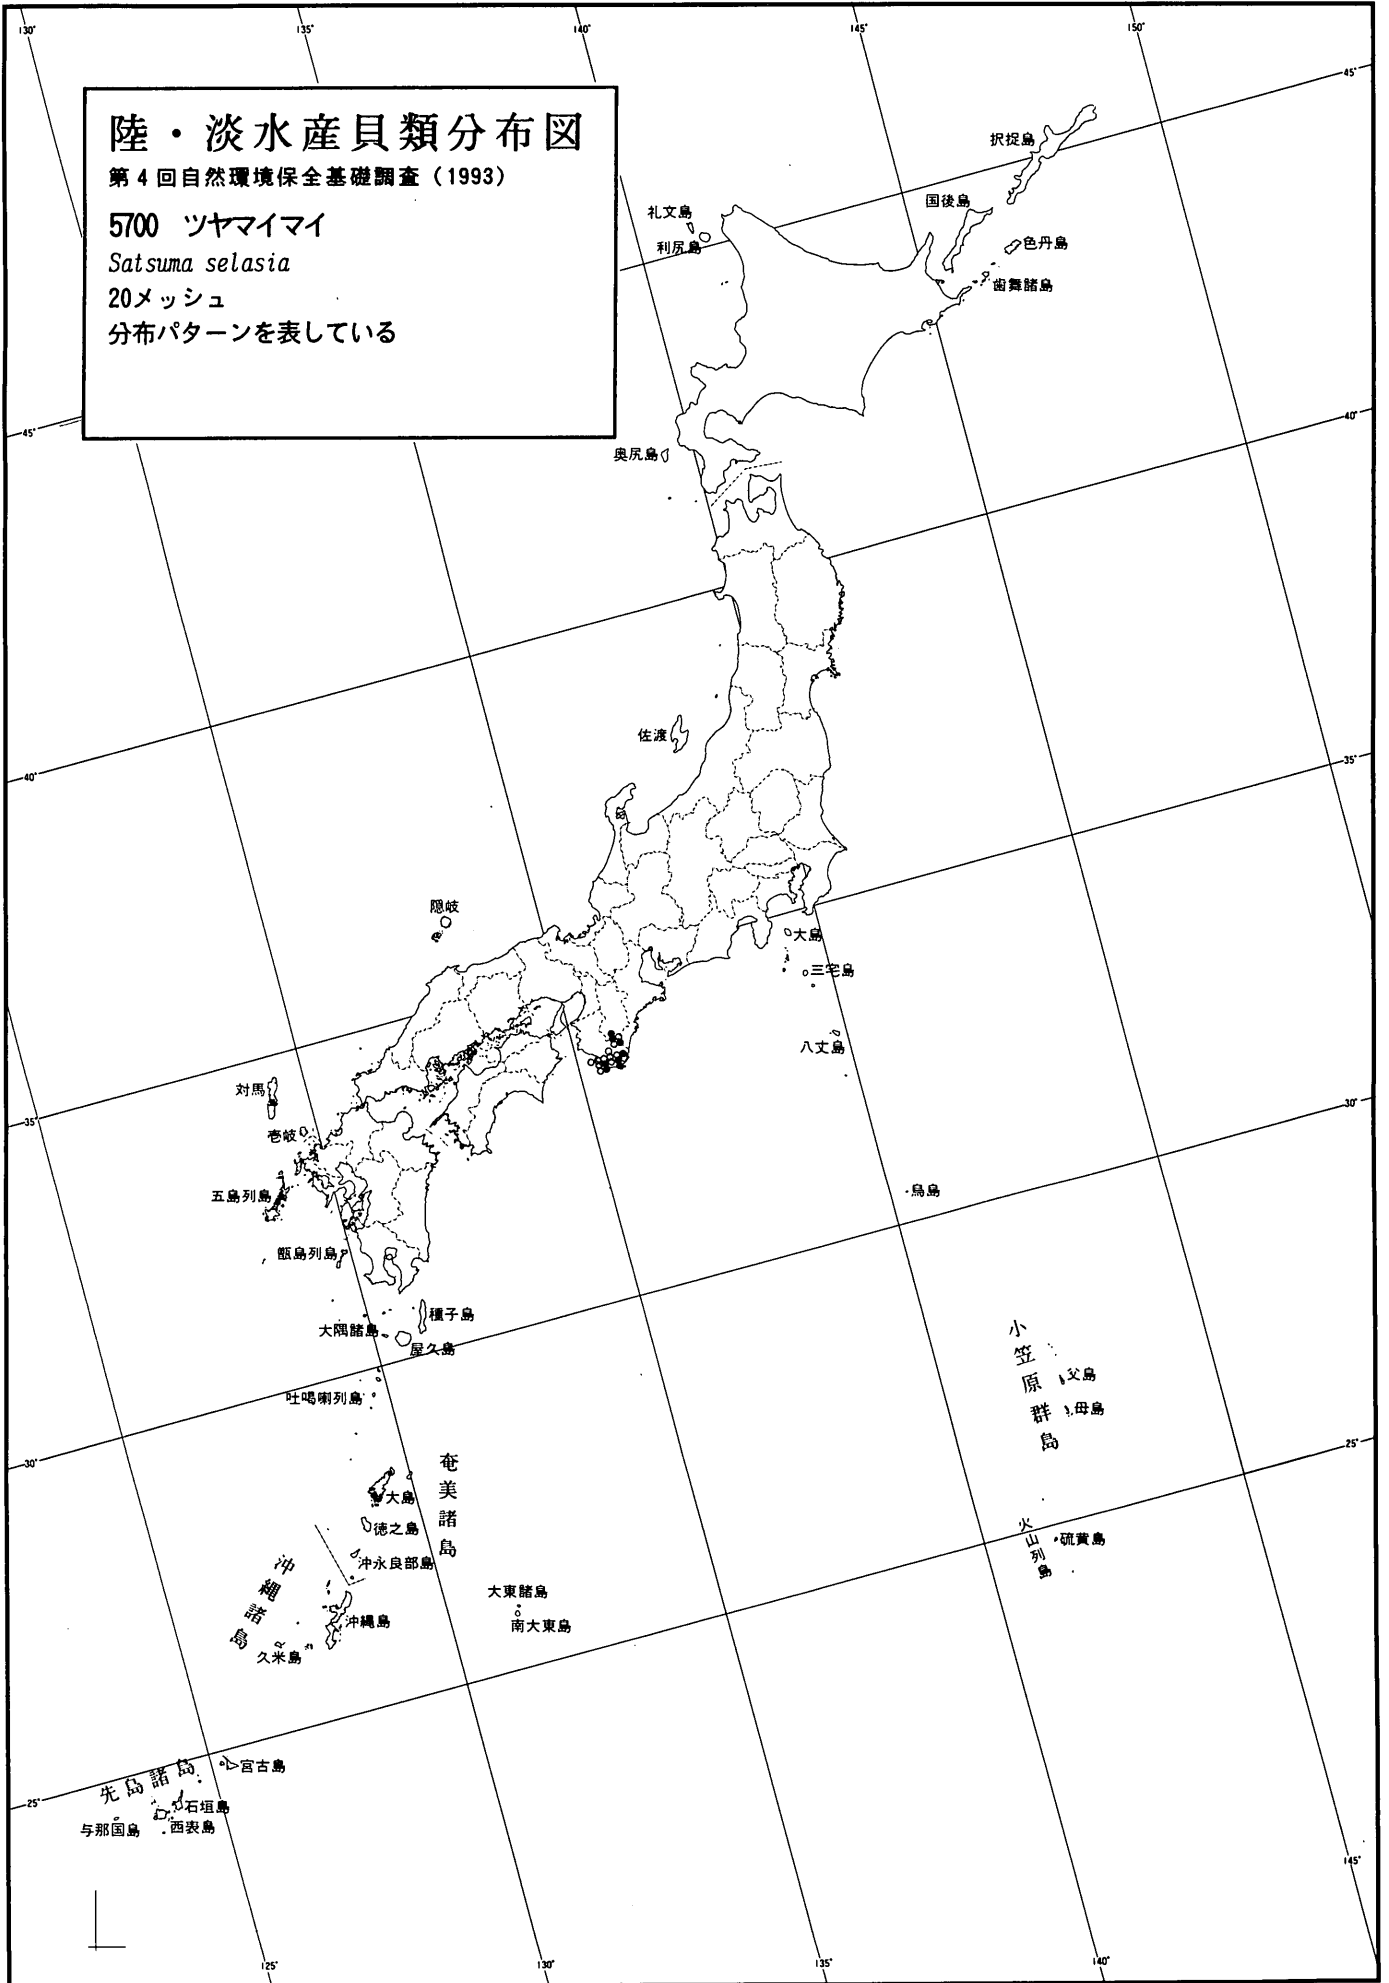 130°
135°
140°
145°
150°
陸・淡水産貝類分布図
第4回自然環境保全基礎調査（1993）
5700 ツヤマイマイ
Satsuma selasia
20メッシュ
分布パターンを表している
45°
択捉島
国後島
礼文島
利尻島
色丹島
歯舞諸島
45°
40°
奥尻島
佐渡
40°
35°
隠岐
大島
三宅島
八丈島
対馬
35°
壱岐
30°
五島列島
鳥島
甑島列島
種子島
大隅諸島
屋久島
小笠原群島
父島
母島
吐噶喇列島
30°
25°
奄美諸島
大島
徳之島
沖永良部島
火山列島
硫黄島
沖縄諸島
沖縄島
久米島
大東諸島
南大東島
先島諸島
宮古島
25°
石垣島
西表島
与那国島
145°
125°
130°
135°
140°